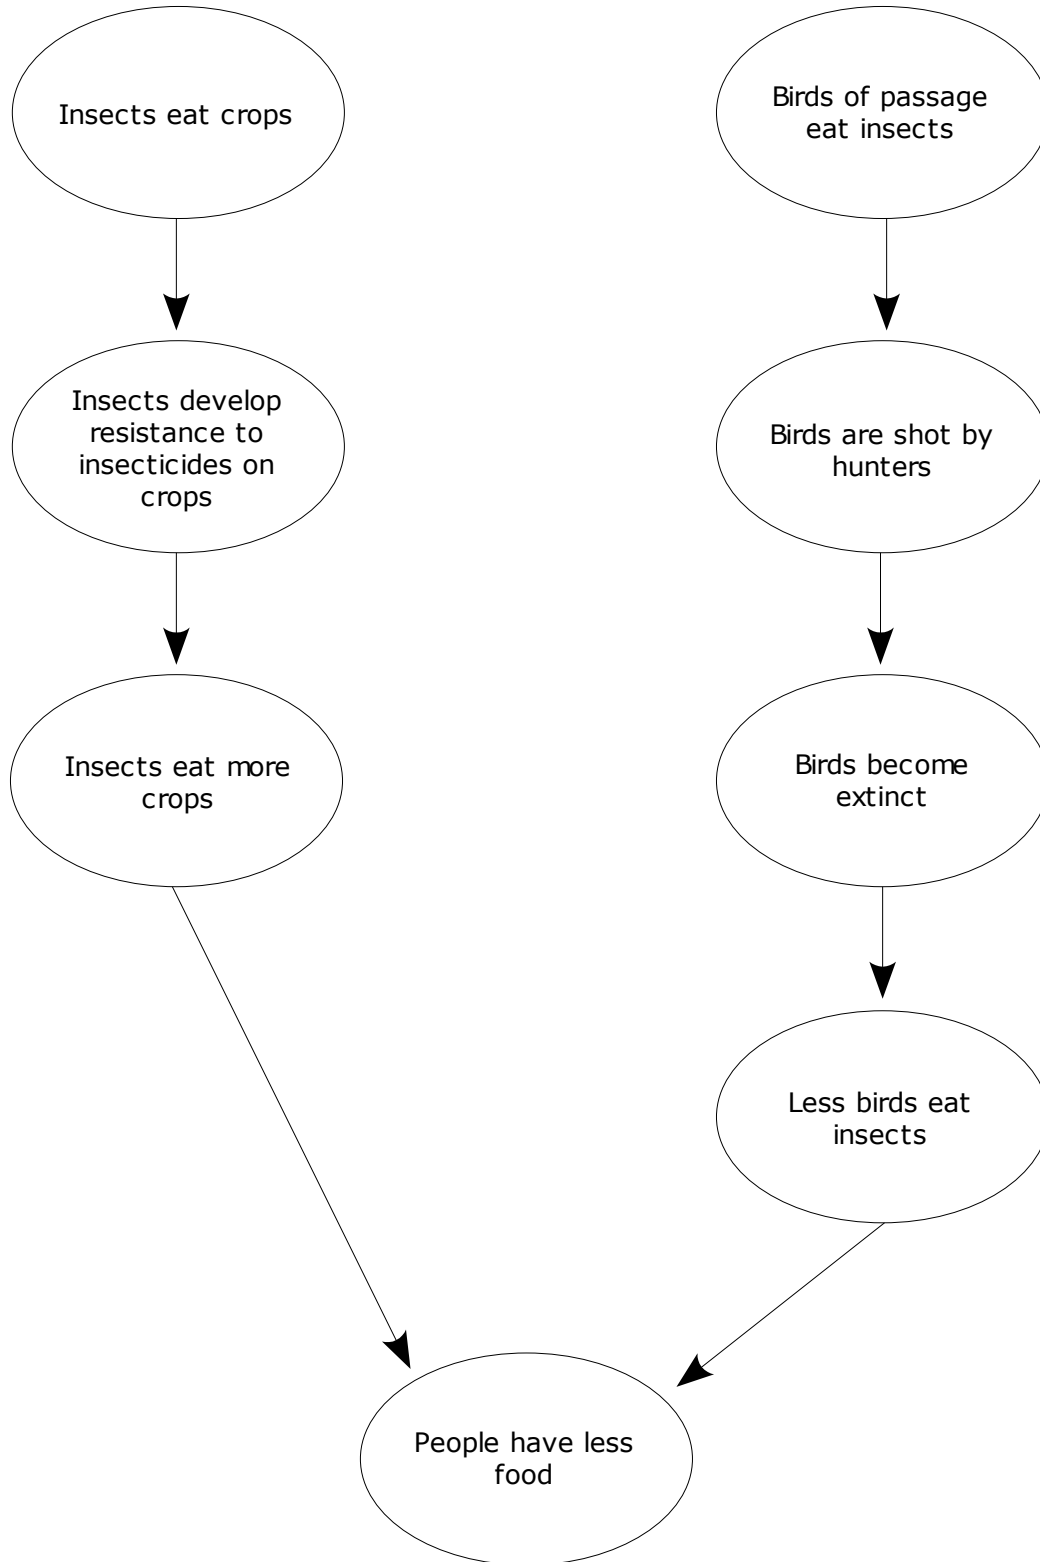 Insects eat crops
Insects develop
resistance to
insecticides on
crops
Insects eat more
crops
Birds of passage
eat insects
Birds are shot by
hunters
Birds become
extinct
Less birds eat
insects
People have less
food